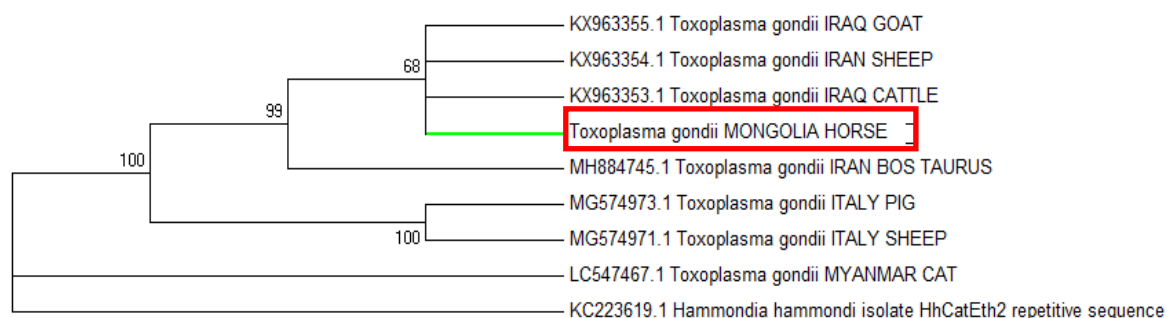 KX963355.1 Toxoplasma gondii IRAQ GOAT
KX963354.1 Toxoplasma gondii IRAN SHEEP
68
KX963353.1 Toxoplasma gondii IRAQ CATTLE
99
Toxoplasma gondii MONGOLIA HORSE
100
MH884745.1 Toxoplasma gondii IRAN BOS TAURUS
MG574973.1 Toxoplasma gondii ITALY PIG
100
MG574971.1 Toxoplasma gondii ITALY SHEEP
LC547467.1 Toxoplasma gondii MYANMAR CAT
KC223619.1 Hammondia hammondi isolate HhCatEth2 repetitive sequence